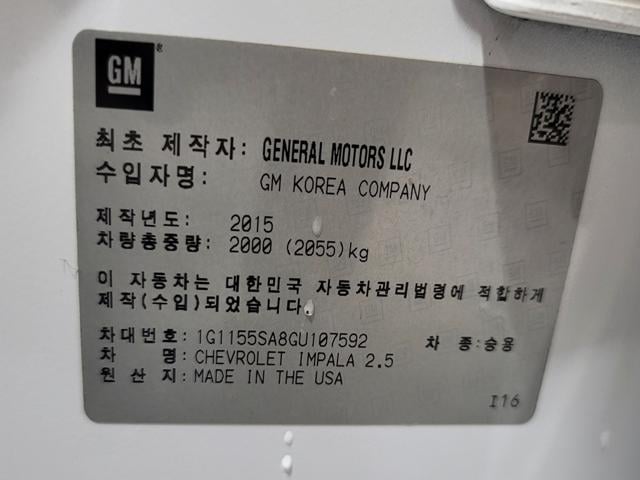 GM
최초 제작자: GENERAL MOTORS LLC
수입자명: GM KOREA COMPANY
제작년도: 2015
차량총중량: 2000 (2055)kg
이 자동차는 대한민국 자동차관리법령에 적합하게
제작(수입)되었습니다.
차대번호: 1G1155SA8GU107592 차 종:승용
차 명: CHEVROLET IMPALA 2.5
원 산 지: MADE IN THE USA
I16